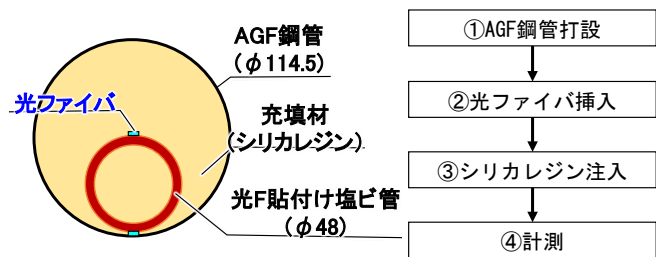 AGF鋼管
(φ114.5)
光ファイバ
充填材
(シリカレジン)
光F貼付け塩ビ管
(φ48)
①AGF鋼管打設
②光ファイバ挿入
③シリカレジン注入
④計測